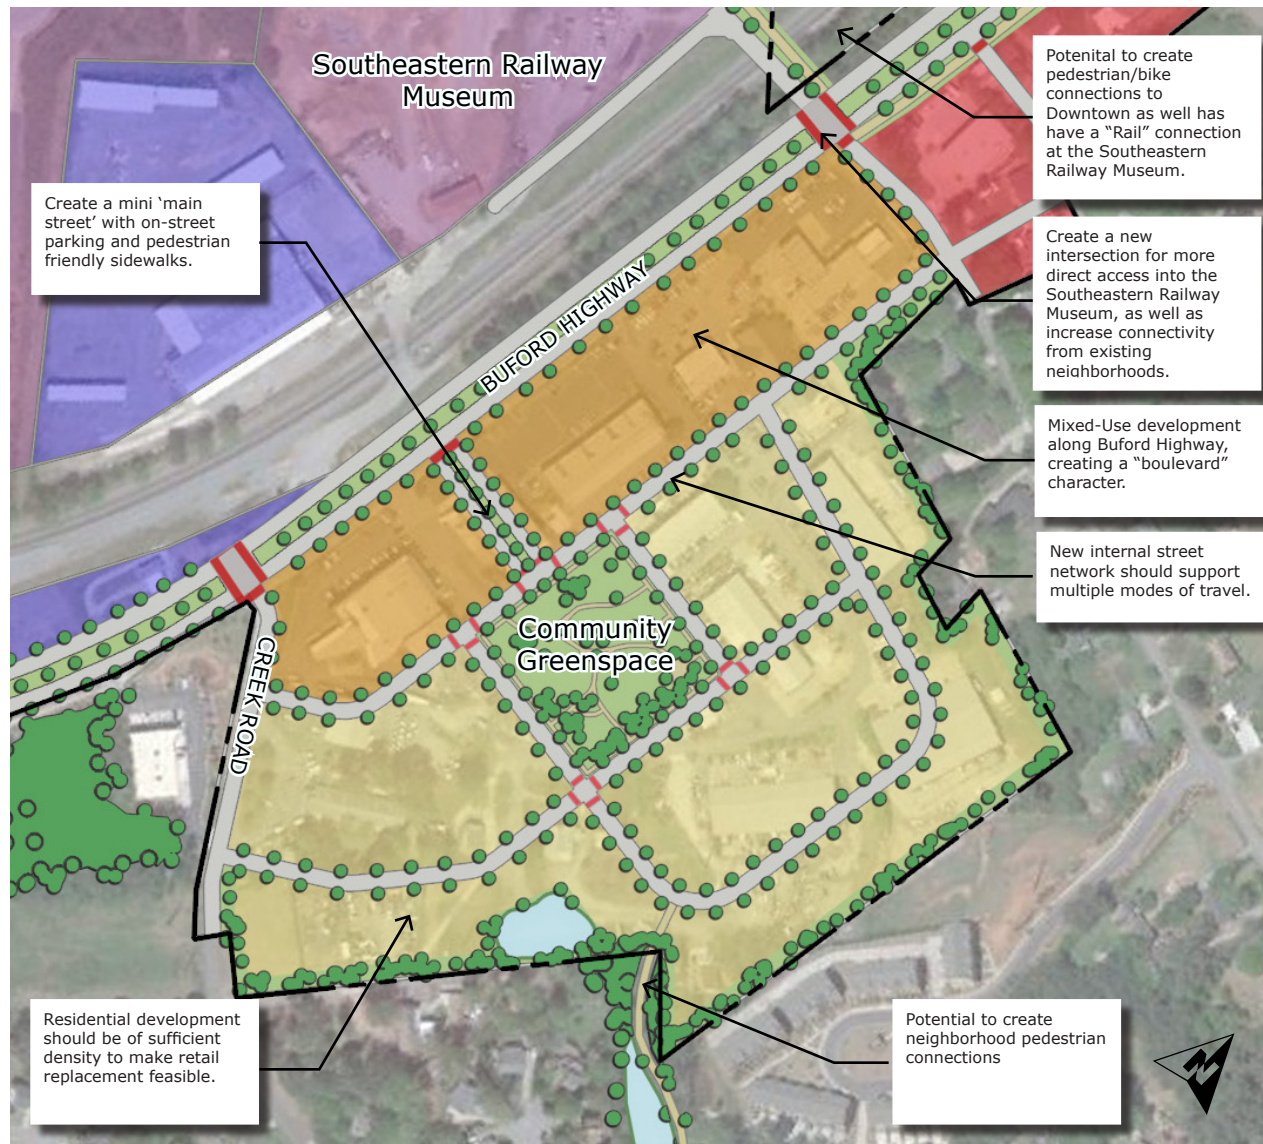 Southeastern Railway
Museum
Potenital to create
pedestrian/bike
connections to
Downtown as well has
have a “Rail” connection
at the Southeastern
Railway Museum.
Create a mini ‘main
street’ with on-street
parking and pedestrian
friendly sidewalks.
Create a new
intersection for more
direct access into the
Southeastern Railway
Museum, as well as
increase connectivity
from existing
neighborhoods.
BUFORD HIGHWAY
Mixed-Use development
along Buford Highway,
creating a “boulevard”
character.
New internal street
network should support
multiple modes of travel.
Community
Greenspace
CREEK ROAD
Residential development
should be of sufficient
density to make retail
replacement feasible.
Potential to create
neighborhood pedestrian
connections
N